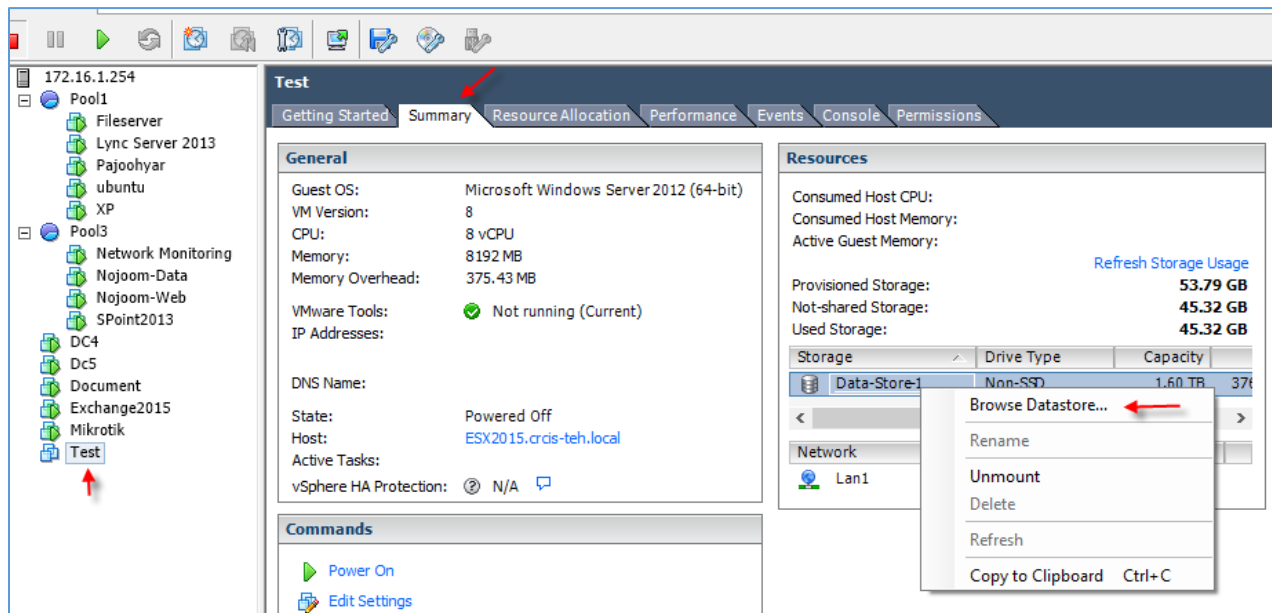 172.16.1.254
Pool1
Fileserver
Lync Server 2013
Pajoohyar
ubuntu
XP
Pool3
Network Monitoring
Nojoom-Data
Nojoom-Web
SPoint2013
DC4
Dc5
Document
Exchange2015
Mikrotik
Test
Test
Getting Started Summary Resource Allocation Performance Events Console Permissions
General
Guest OS: Microsoft Windows Server 2012 (64-bit)
VM Version: 8
CPU: 8 vCPU
Memory: 8192 MB
Memory Overhead: 375.43 MB
VMware Tools: Not running (Current)
IP Addresses:
DNS Name:
State: Powered Off
Host: ESX2015.crcis-teh.local
Active Tasks:
vSphere HA Protection: N/A
Commands
Power On
Edit Settings
Resources
Consumed Host CPU:
Consumed Host Memory:
Active Guest Memory:
Refresh Storage Usage
Provisioned Storage: 53.79 GB
Not-shared Storage: 45.32 GB
Used Storage: 45.32 GB
Storage Drive Type Capacity
Data-Store-1 Non-SSD 1.60 TB 376
Network
Lan1
Browse Datastore...
Rename
Unmount
Delete
Refresh
Copy to Clipboard Ctrl+C